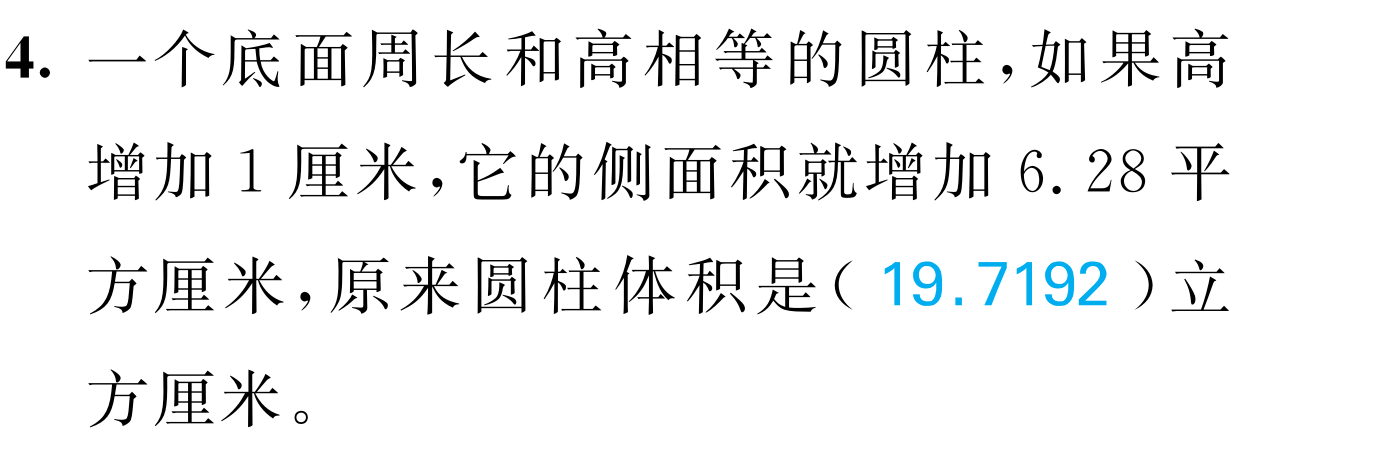 4. 一个底面周长和高相等的圆柱,如果高
增加 1 厘米,它的侧面积就增加 6.28 平
方厘米,原来圆柱体积是( 19.7192 )立
方厘米。